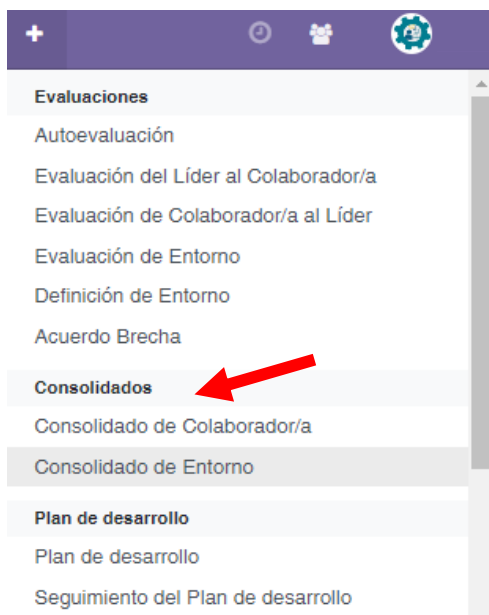 Evaluaciones
Autoevaluación
Evaluación del Líder al Colaborador/a
Evaluación de Colaborador/a al Líder
Evaluación de Entorno
Definición de Entorno
Acuerdo Brecha
Consolidados
Consolidado de Colaborador/a
Consolidado de Entorno
Plan de desarrollo
Plan de desarrollo
Seguimiento del Plan de desarrollo